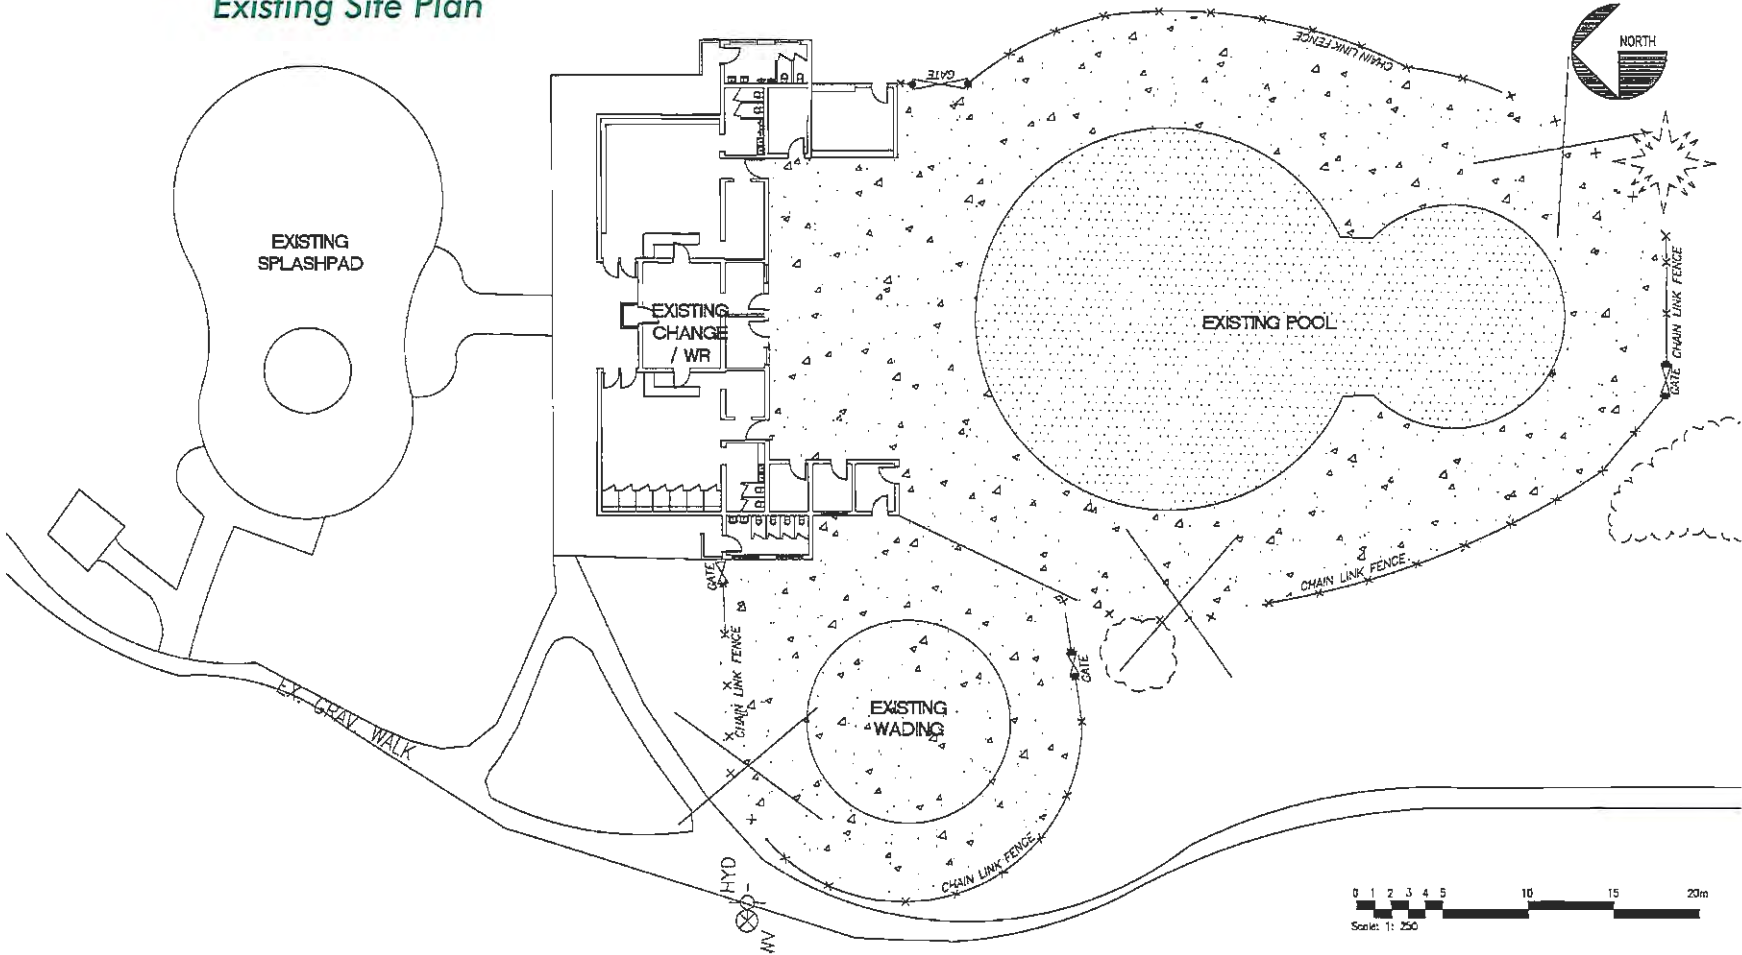 Existing Site Plan
NORTH
CHAIN LINK FENCE
GATE
EXISTING
SPLASHPAD
EXISTING
CHANGE
/ WR
EXISTING POOL
CHAIN LINK FENCE
GATE
GATE
CHAIN LINK FENCE
CHAIN LINK FENCE
GATE
EXISTING
WADING
EX. GRAV. WALK
CHAIN LINK FENCE
HYD
WV
0 1 2 3 4 5 10 15 20m
Scale: 1: 250